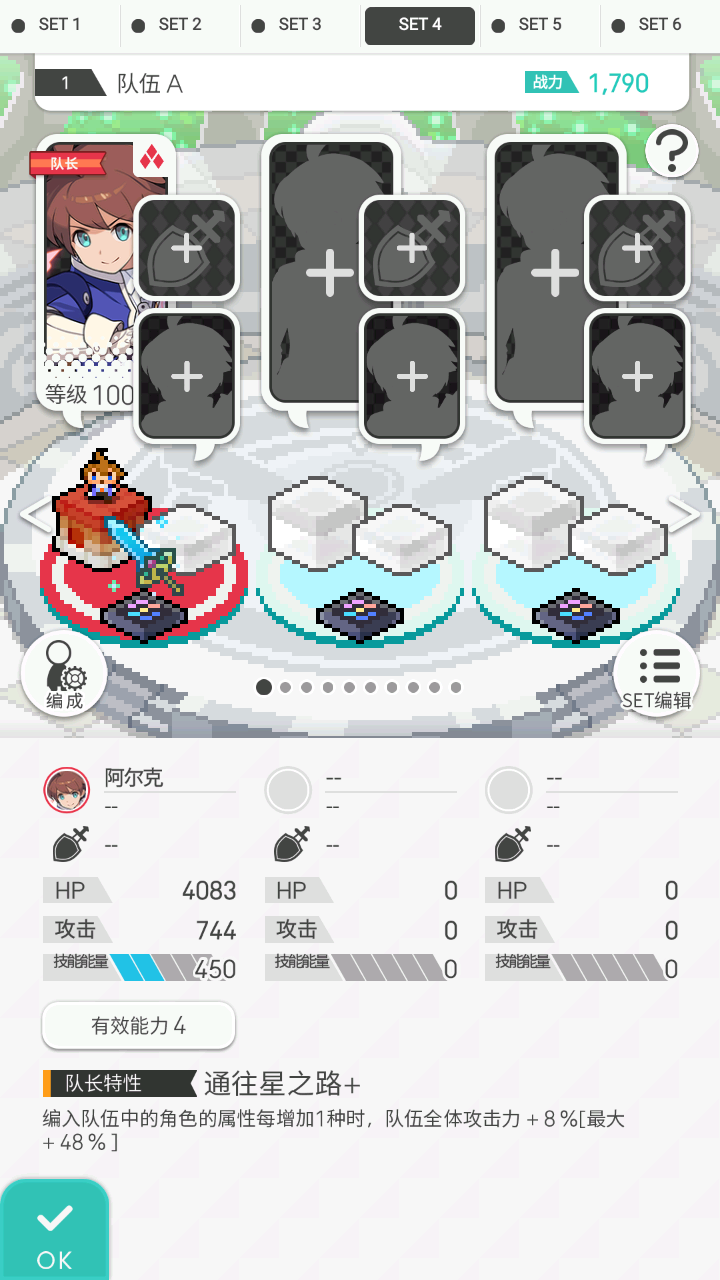 SET 1
SET 2
SET 3
SET 4
SET 5
SET 6
1 队伍 A
战力 1,790
队长
?
等级 100
编成
SET编辑
阿尔克
--
--
--
--
--
--
--
--
--
HP 4083
HP 0
HP 0
攻击 744
攻击 0
攻击 0
技能能量 450
技能能量 0
技能能量 0
有效能力 4
队长特性 通往星之路+
编入队伍中的角色的属性每增加1种时，队伍全体攻击力＋8％[最大
＋48％]
OK